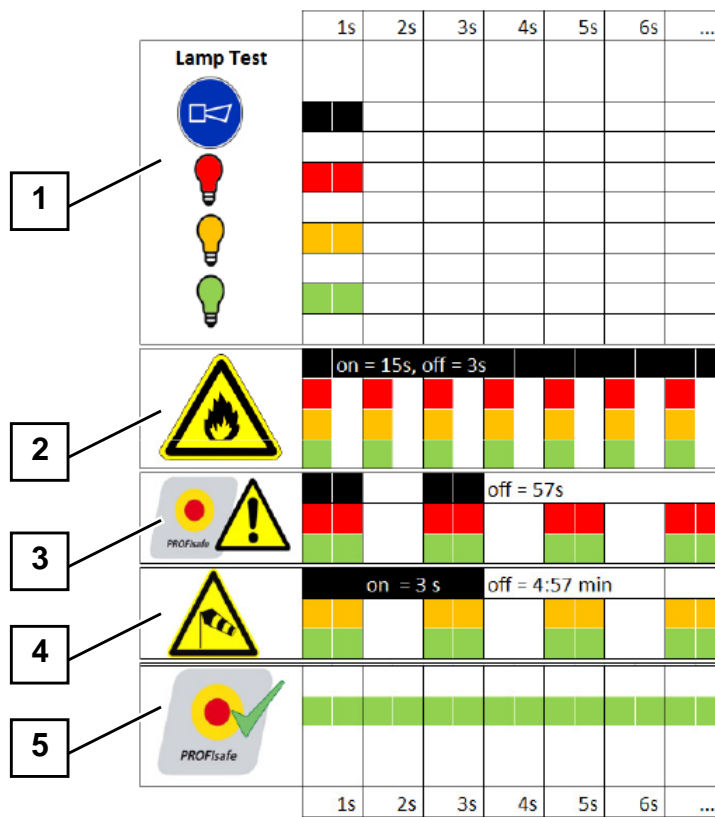 1s 2s 3s 4s 5s 6s ...
Lamp Test
1
on = 15s, off = 3s
2
off = 57s
PROFIsafe
3
on = 3 s off = 4:57 min
4
PROFIsafe
5
1s 2s 3s 4s 5s 6s ...